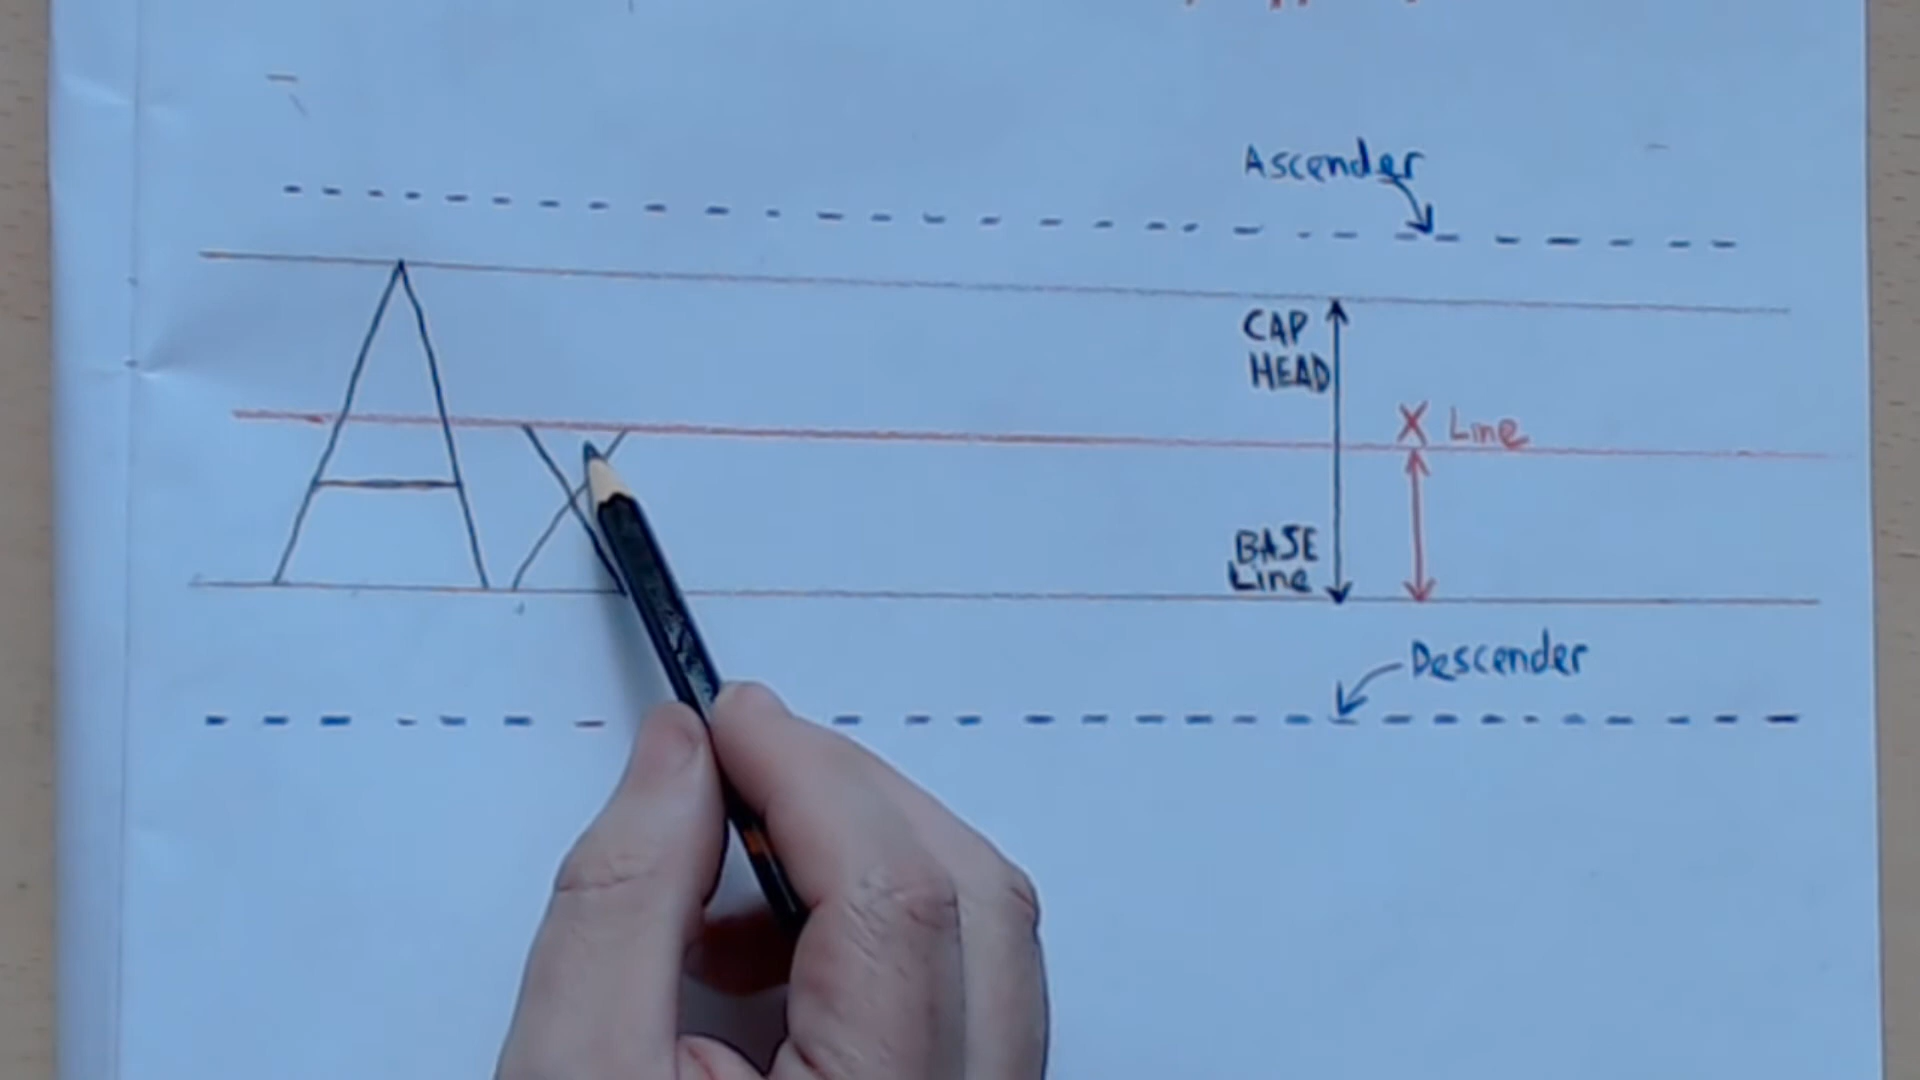 Ascender
CAP
HEAD
X Line
A x
BASE
Line
Descender